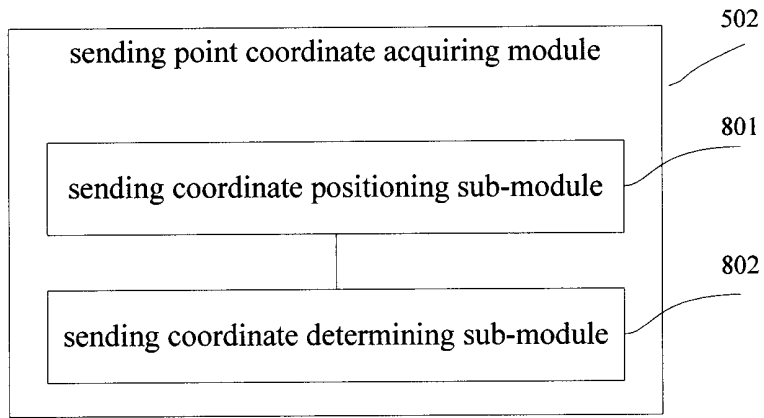 502
sending point coordinate acquiring module
801
sending coordinate positioning sub-module
802
sending coordinate determining sub-module